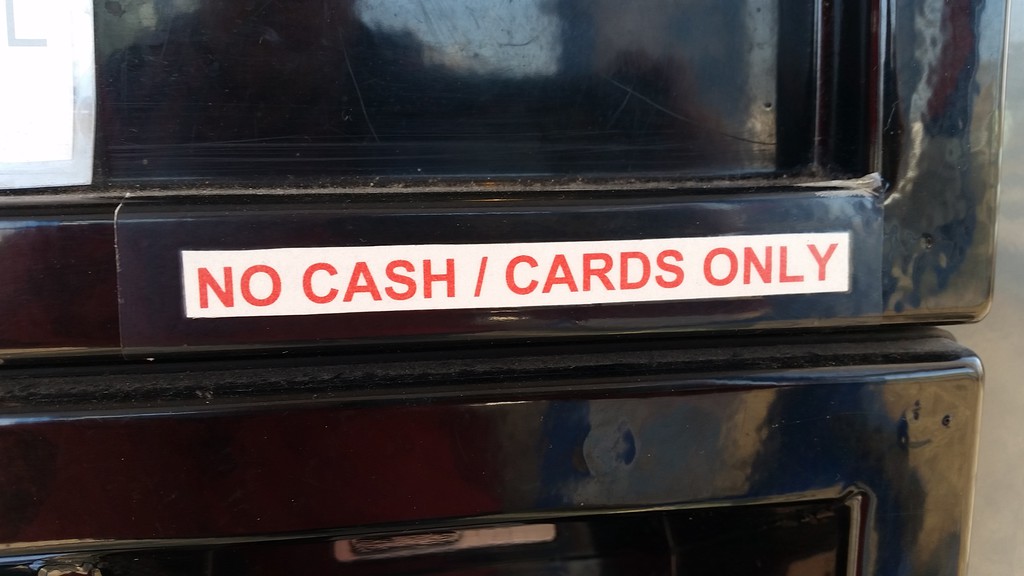 NO CASH / CARDS ONLY